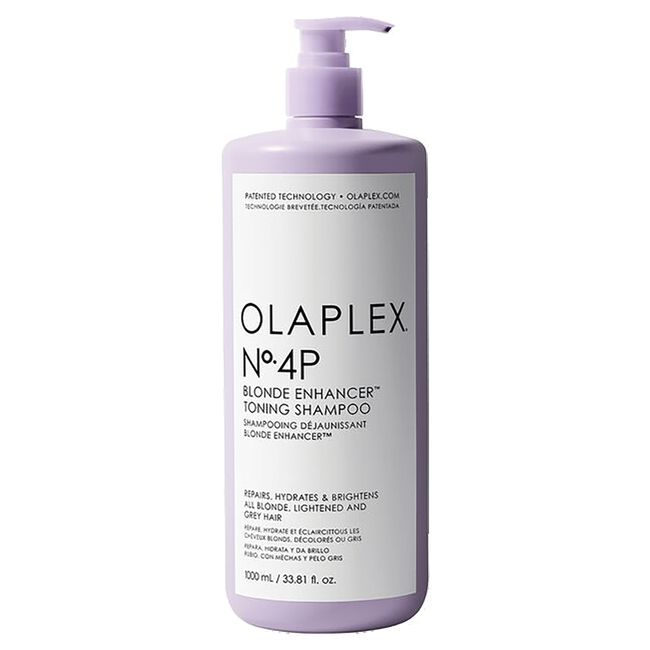 PATENTED TECHNOLOGY • OLAPLEX.COM
TECHNOLOGIE BREVETÉE.TECNOLOGÍA PATENTADA
OLAPLEX.
Nº.4P
BLONDE ENHANCER™
TONING SHAMPOO
SHAMPOOING DÉJAUNISSANT
BLONDE ENHANCER™
REPAIRS, HYDRATES & BRIGHTENS
ALL BLONDE, LIGHTENED AND
GREY HAIR
RÉPARE, HYDRATE ET ÉCLAIRCITTOUS LES
CHEVEUX BLONDS, DÉCOLORÉS OU GRIS
REPARA, HIDRATA Y DA BRILLO
RUBIO, CON MECHAS Y PELO GRIS
1000 mL / 33.81 fl. oz.